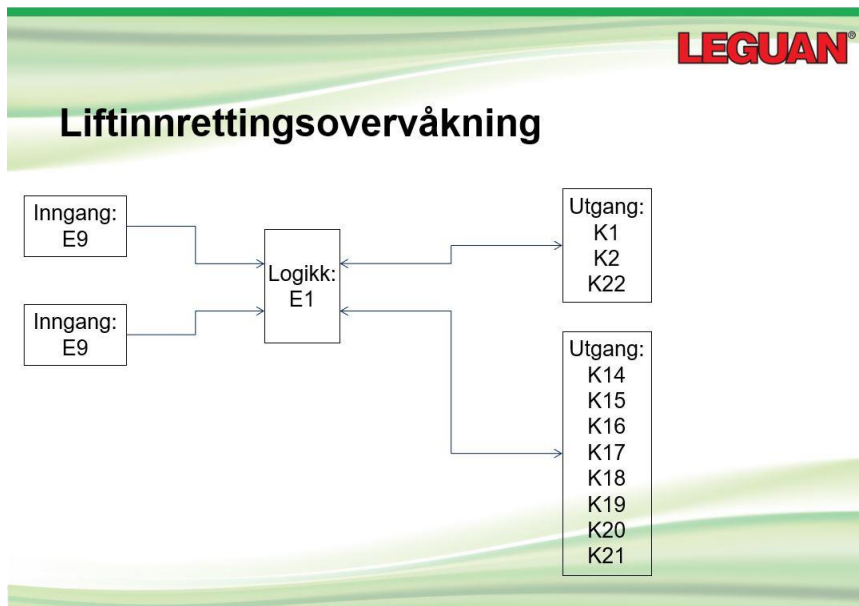 LEGUAN®
Liftinnrettingsovervåkning
Inngang:
E9
Inngang:
E9
Logikk:
E1
Utgang:
K1
K2
K22
Utgang:
K14
K15
K16
K17
K18
K19
K20
K21